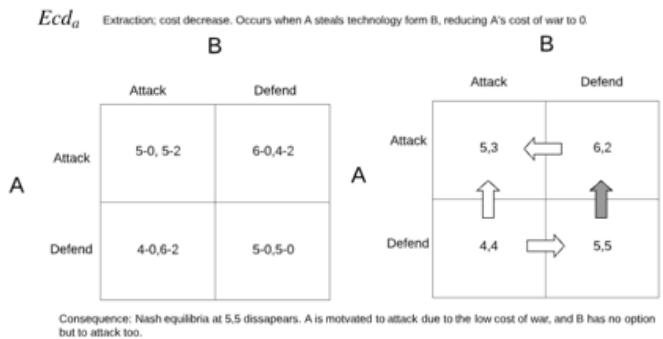 Ecd_a Extraction; cost decrease. Occurs when A steals technology form B, reducing A's cost of war to 0.
B B
Attack Defend Attack Defend
Attack 5-0, 5-2 6-0,4-2 Attack 5,3 6,2
A A
Defend 4-0,6-2 5-0,5-0 Defend 4,4 5,5
Consequence: Nash equilibria at 5,5 dissapears. A is motvated to attack due to the low cost of war, and B has no option
but to attack too.